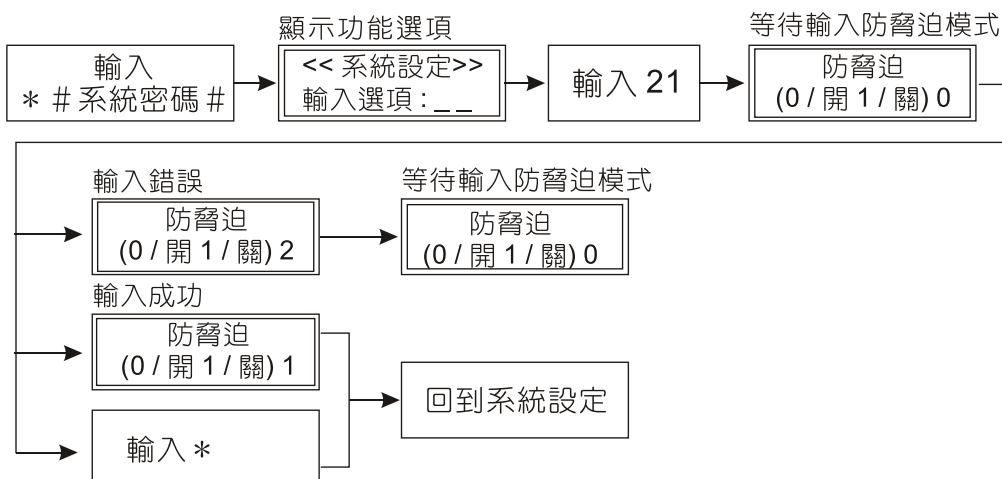 顯示功能選項
等待輸入防脅迫模式
輸入
＊＃系統密碼＃
<< 系統設定>>
輸入選項 : _ _
輸入 21
防脅迫
(0 / 開 1 / 關) 0
輸入錯誤
等待輸入防脅迫模式
防脅迫
(0 / 開 1 / 關) 2
防脅迫
(0 / 開 1 / 關) 0
輸入成功
防脅迫
(0 / 開 1 / 關) 1
回到系統設定
輸入＊